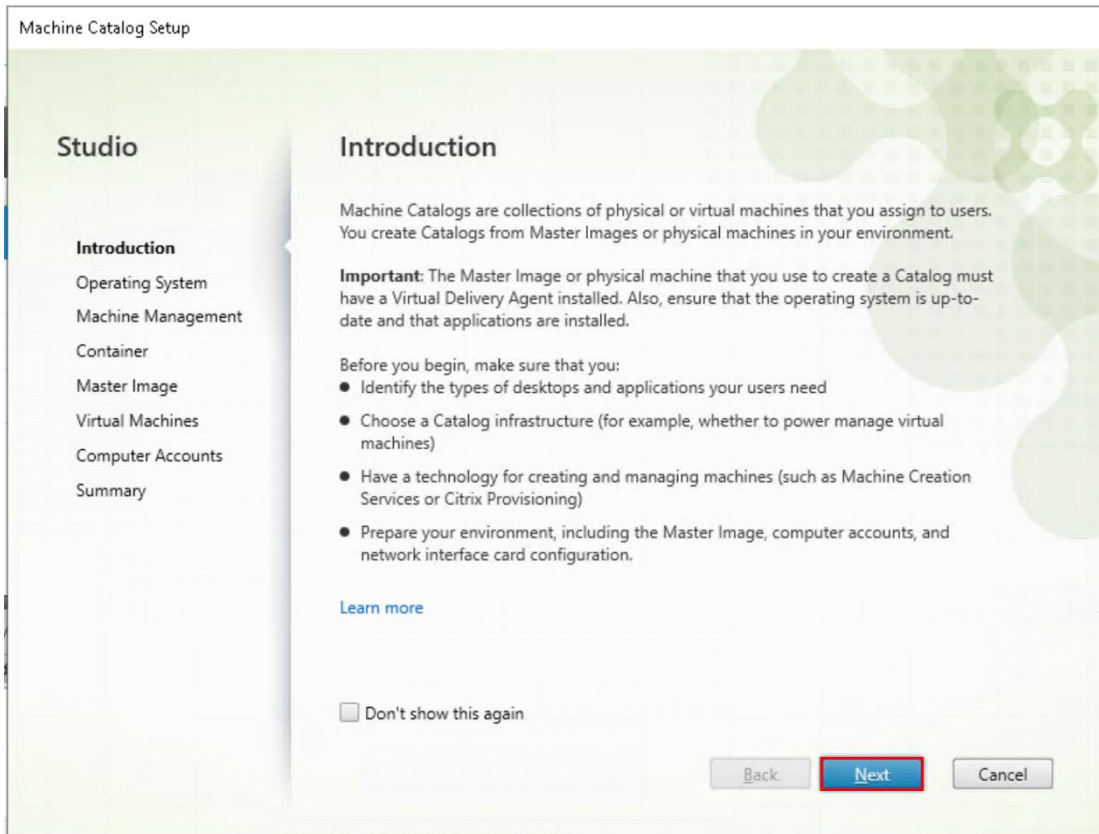 Machine Catalog Setup
Studio
Introduction
Operating System
Machine Management
Container
Master Image
Virtual Machines
Computer Accounts
Summary
Introduction
Machine Catalogs are collections of physical or virtual machines that you assign to users.
You create Catalogs from Master Images or physical machines in your environment.
Important: The Master Image or physical machine that you use to create a Catalog must
have a Virtual Delivery Agent installed. Also, ensure that the operating system is up-to-
date and that applications are installed.
Before you begin, make sure that you:
● Identify the types of desktops and applications your users need
● Choose a Catalog infrastructure (for example, whether to power manage virtual
machines)
● Have a technology for creating and managing machines (such as Machine Creation
Services or Citrix Provisioning)
● Prepare your environment, including the Master Image, computer accounts, and
network interface card configuration.
Learn more
Don't show this again
Back
Next
Cancel